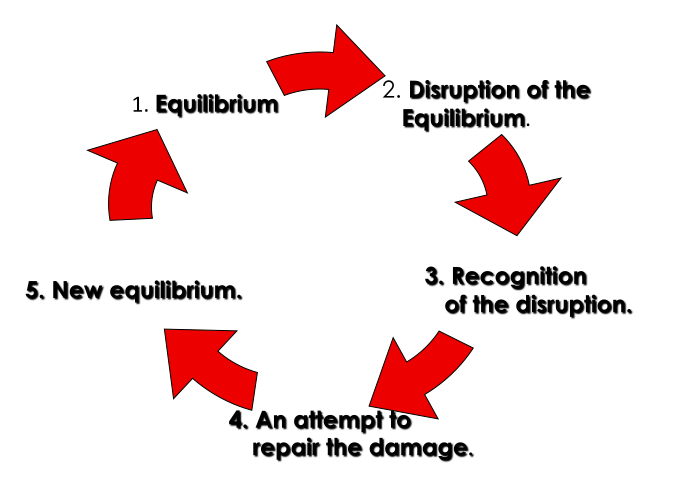 1. Equilibrium
2. Disruption of the
Equilibrium.
3. Recognition
of the disruption.
4. An attempt to
repair the damage.
5. New equilibrium.